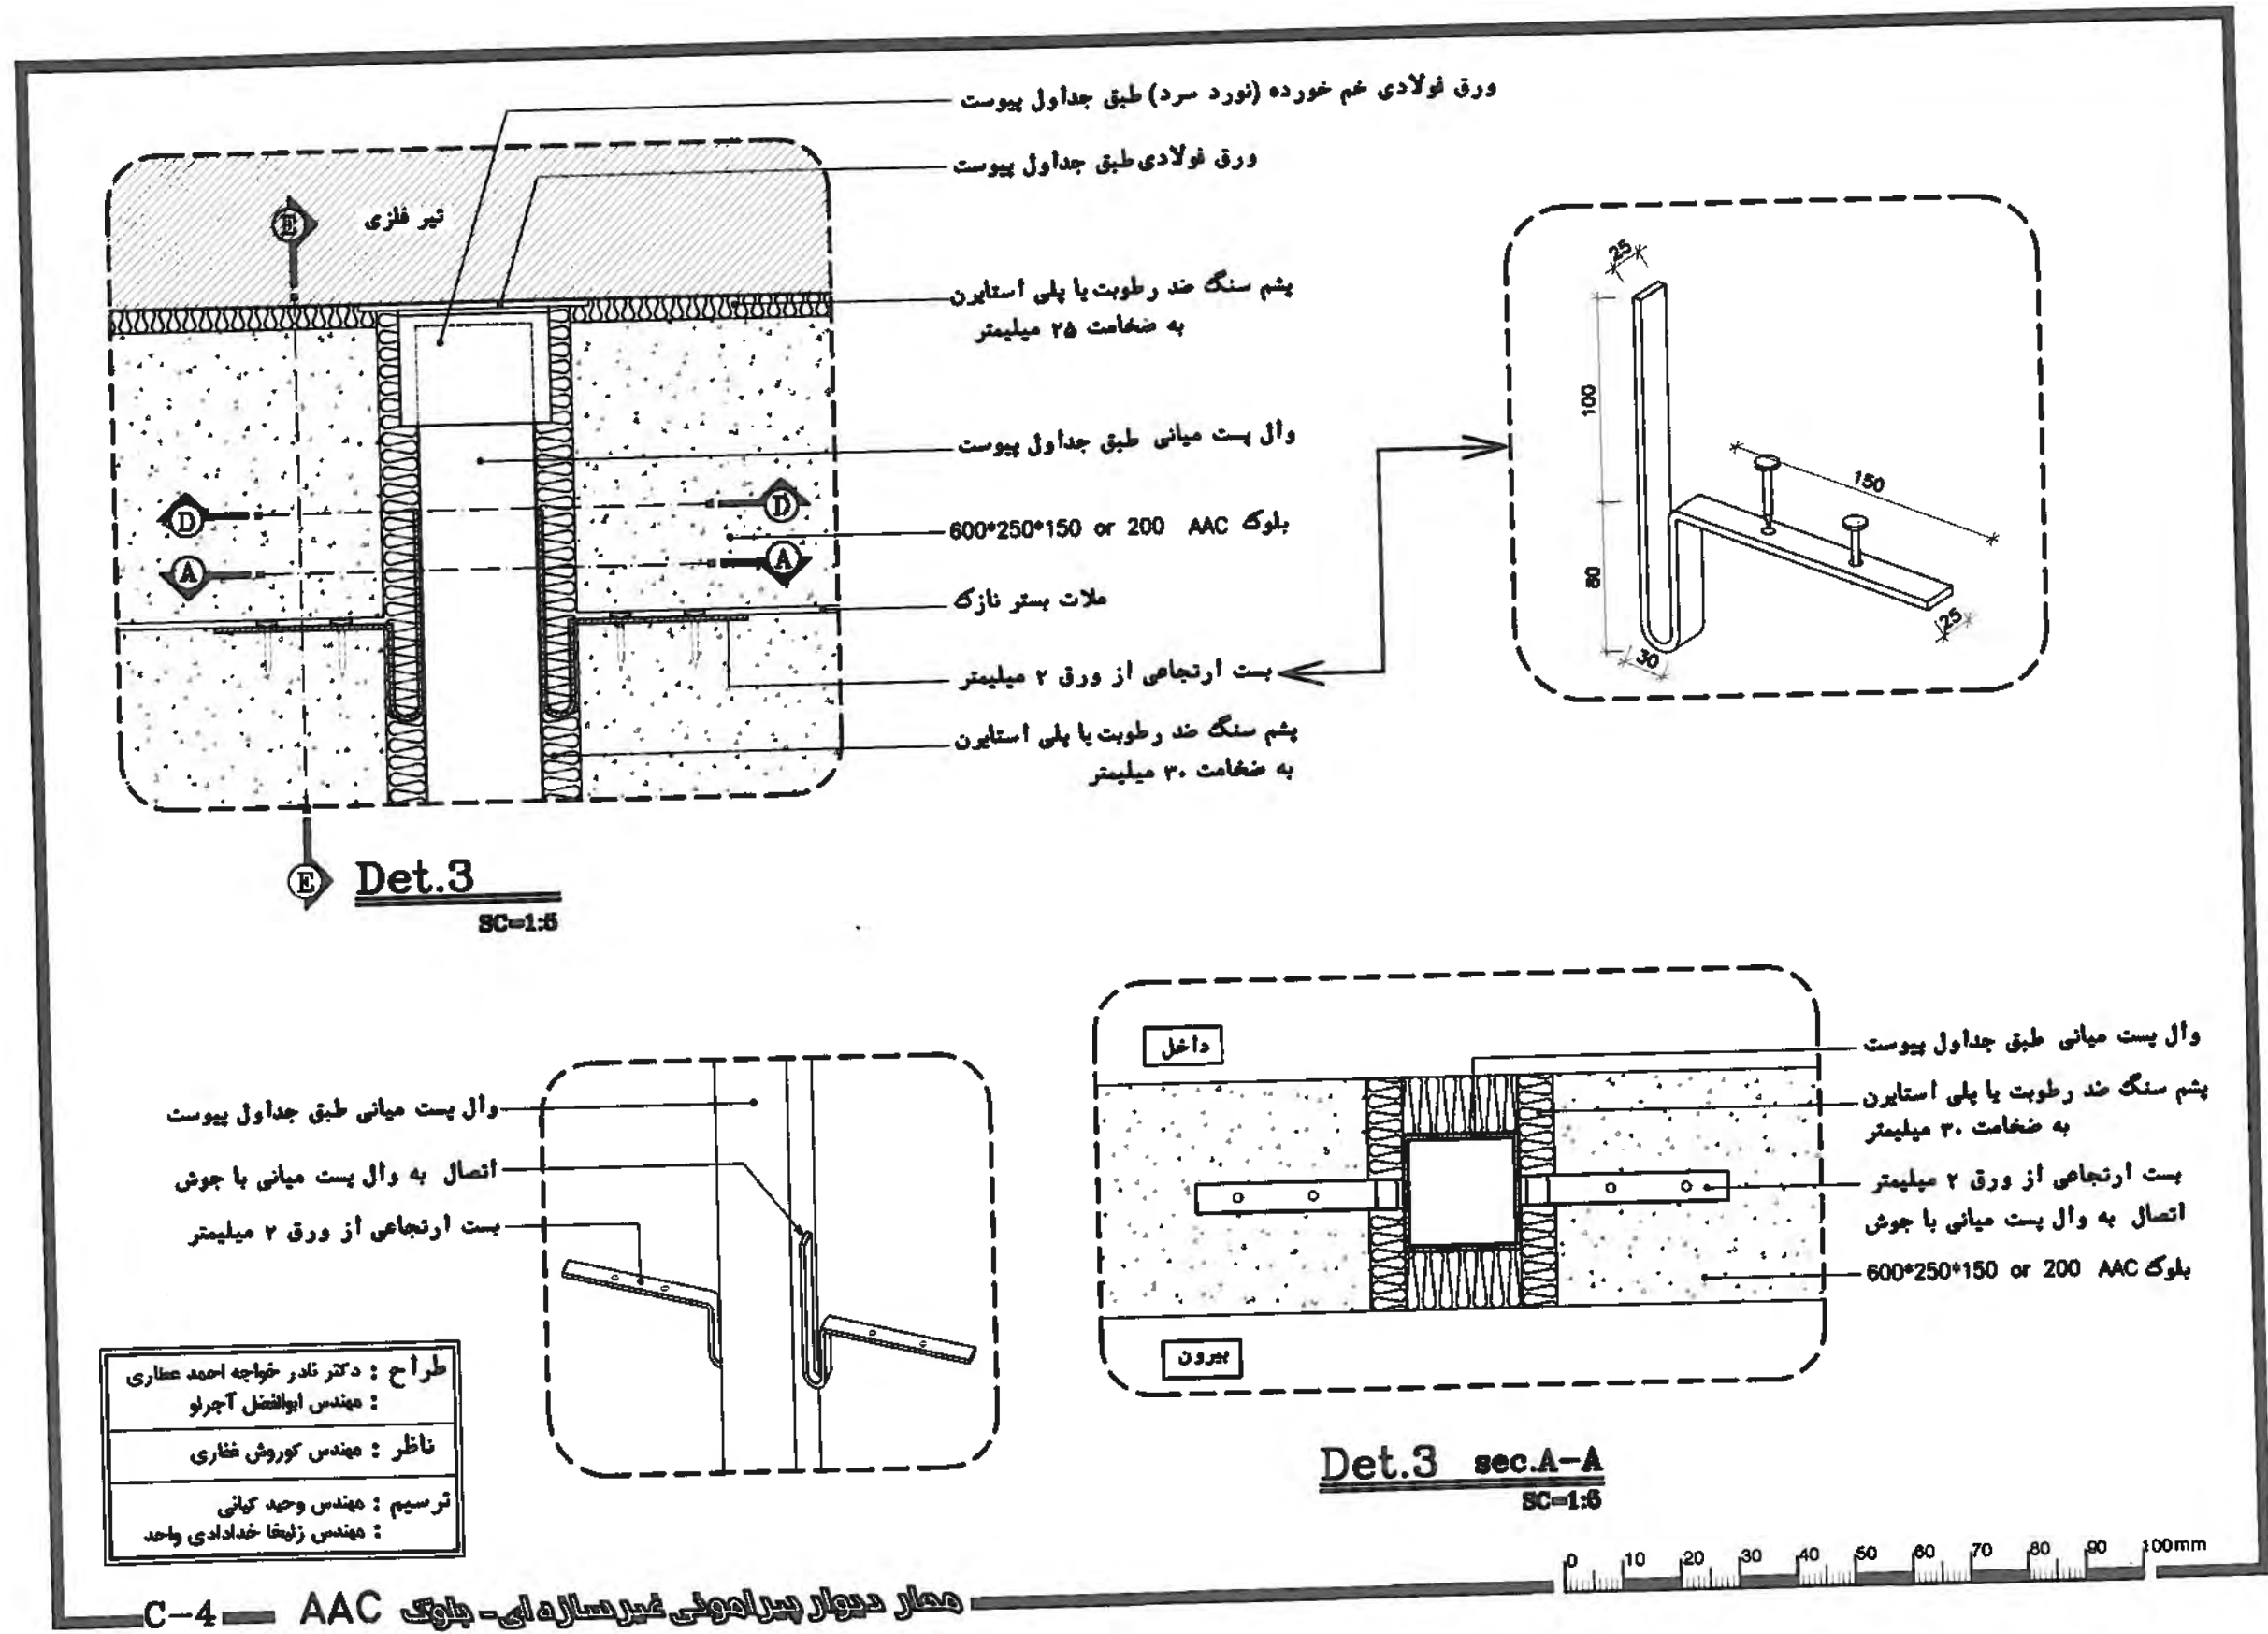 ورق فولادی خم خورده (نورد سرد) طبق جداول پیوست
ورق فولادی طبق جداول پیوست
تیر فلزی
E
پشم سنگ ضد رطوبت یا پلی استایرن
به ضخامت ۲۵ میلیمتر
وال پست میانی طبق جداول پیوست
D
D
بلوک 600*250*150 or 200 AAC
A
A
ملات بستر نازک
بست ارتجاعی از ورق ۲ میلیمتر
پشم سنگ ضد رطوبت یا پلی استایرن
به ضخامت ۳۰ میلیمتر
E
Det.3
SC=1:5
25
100
150
30
25
داخل
وال پست میانی طبق جداول پیوست
پشم سنگ ضد رطوبت یا پلی استایرن
به ضخامت ۳۰ میلیمتر
بست ارتجاعی از ورق ۲ میلیمتر
اتصال به وال پست میانی با جوش
بلوک 600*250*150 or 200 AAC
بیرون
Det.3 sec.A-A
SC=1:5
وال پست میانی طبق جداول پیوست
اتصال به وال پست میانی با جوش
بست ارتجاعی از ورق ۲ میلیمتر
طراح : دکتر نادر خواجه احمد عطاری
: مهندس ابوالفضل آجرلو
ناظر : مهندس کوروش غفاری
ترسیم : مهندس وحید کیانی
: مهندس زلیخا خدادادی واحد
0 10 20 30 40 50 60 70 80 90 100mm
مهار دیوار پیرامونی غیرسازه ای- بلوک AAC
C-4